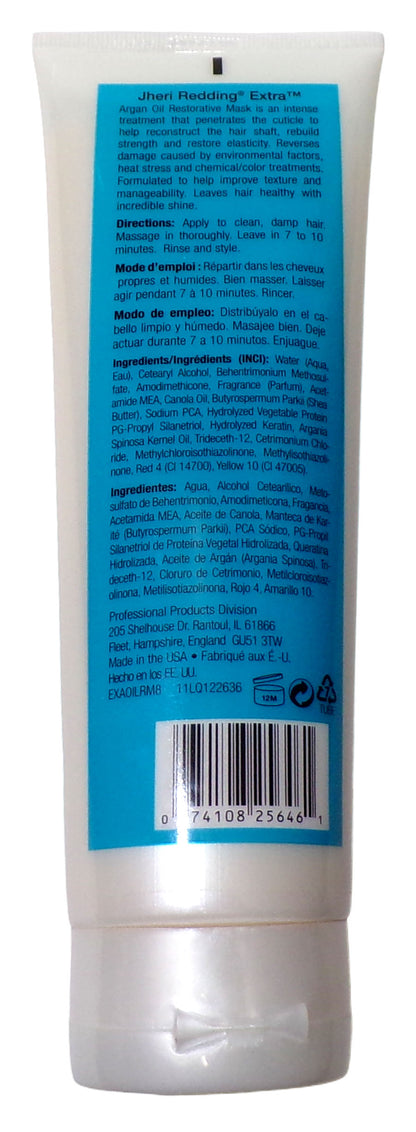 Jheri Redding® Extra™
Argan Oil Restorative Mask is an intense
treatment that penetrates the cuticle to
help reconstruct the hair shaft, rebuild
strength and restore elasticity. Reverses
damage caused by environmental factors,
heat stress and chemical/color treatments.
Formulated to help improve texture and
manageability. Leaves hair healthy with
incredible shine.
Directions: Apply to clean, damp hair.
Massage in thoroughly. Leave in 7 to 10
minutes. Rinse and style.
Mode d'emploi : Répartir dans les cheveux
propres et humides. Bien masser. Laisser
agir pendant 7 à 10 minutes. Rincer.
Modo de empleo: Distribúyalo en el ca-
bello limpio y húmedo. Masajee bien. Deje
actuar durante 7 a 10 minutos. Enjuague.
Ingredients/Ingrédients (INCI): Water (Aqua,
Eau), Cetearyl Alcohol, Behentrimonium Methosul-
fate, Amodimethicone, Fragrance (Parfum), Acet-
amide MEA, Canola Oil, Butyrospermum Parkii (Shea
Butter), Sodium PCA, Hydrolyzed Vegetable Protein
PG-Propyl Silanetriol, Hydrolyzed Keratin, Argania
Spinosa Kernel Oil, Trideceth-12, Cetrimonium Chlo-
ride, Methylchloroisothiazolinone, Methylisothiazoli-
none, Red 4 (CI 14700), Yellow 10 (CI 47005).
Ingredientes: Agua, Alcohol Cetearílico, Meto-
sulfato de Behentrimonio, Amodimeticona, Fragancia,
Acetamida MEA, Aceite de Canola, Manteca de Kar-
ité (Butyrospermum Parkii), PCA Sódico, PG-Propil
Silanetriol de Proteína Vegetal Hidrolizada, Queratina
Hidrolizada, Aceite de Argán (Argania Spinosa), Tri-
deceth-12, Cloruro de Cetrimonio, Metilcloroisotiaz-
olinona, Metilisotiazolinona, Rojo 4, Amarillo 10.
Professional Products Division
205 Shelhouse Dr. Rantoul, IL 61866
Fleet, Hampshire, England GU51 3TW
Made in the USA • Fabriqué aux É.-U.
Hecho en los EE. UU.
EXAOILRM8 11LQ122636
12M
TUBE
0 74108 25646 1